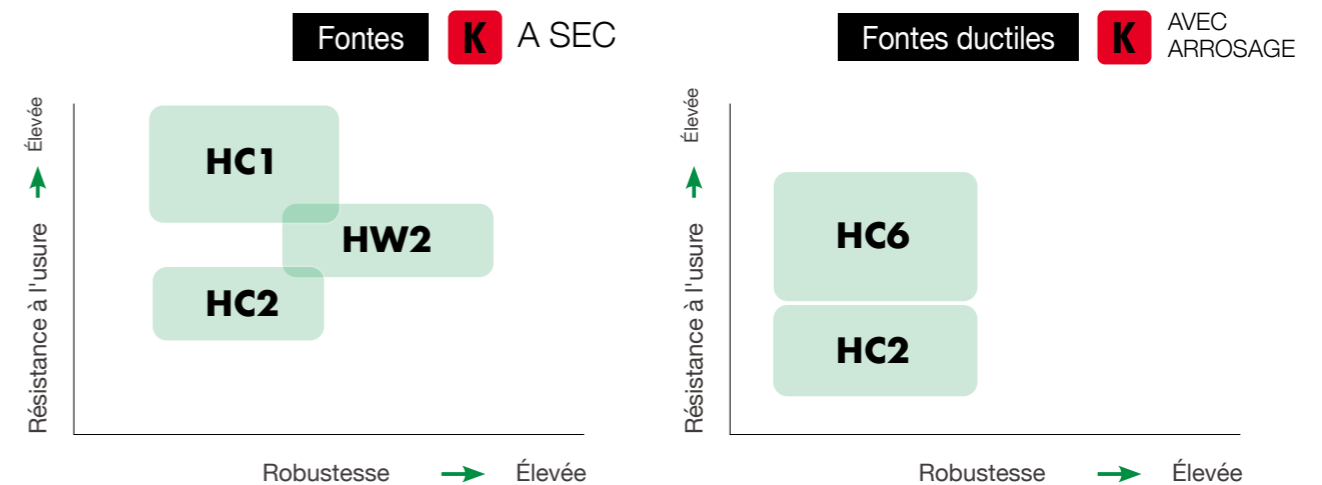 Fontes K A SEC
Élevée
Résistance à l'usure
HC1
HW2
HC2
Robustesse Élevée
Fontes ductiles K AVEC
ARROSAGE
Élevée
Résistance à l'usure
HC6
HC2
Robustesse Élevée